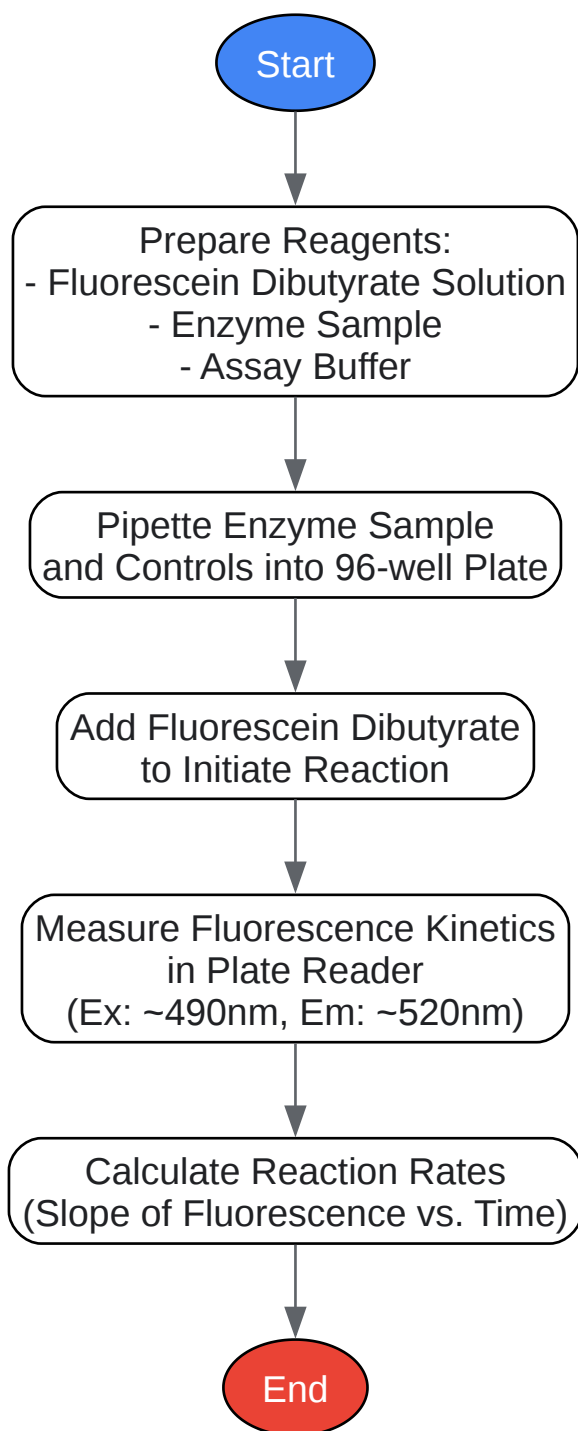 Start
Prepare Reagents:
- Fluorescein Dibutyrate Solution
- Enzyme Sample
- Assay Buffer
Pipette Enzyme Sample
and Controls into 96-well Plate
Add Fluorescein Dibutyrate
to Initiate Reaction
Measure Fluorescence Kinetics
in Plate Reader
(Ex: ~490nm, Em: ~520nm)
Calculate Reaction Rates
(Slope of Fluorescence vs. Time)
End